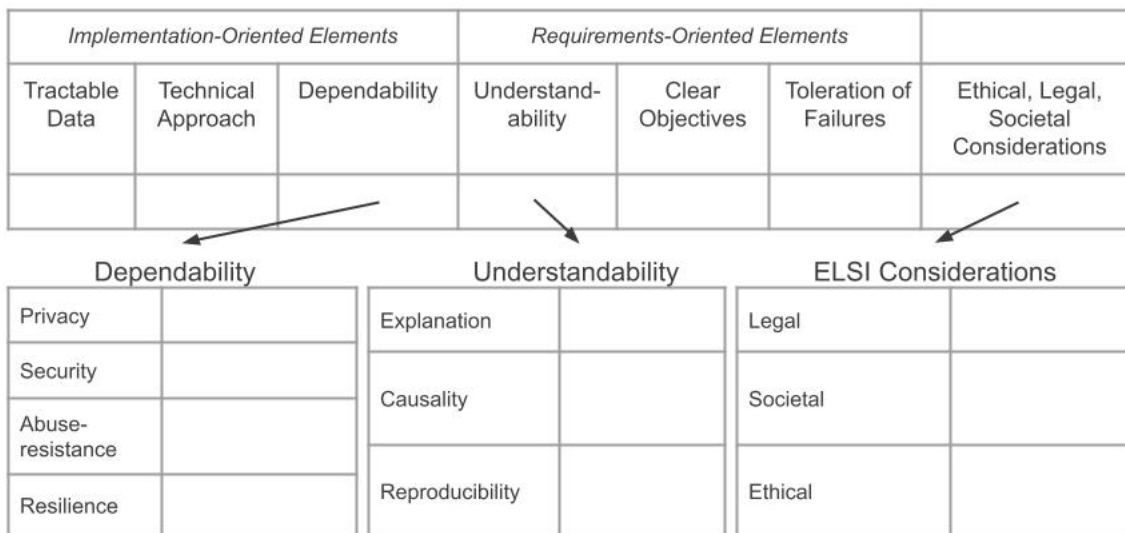 Implementation-Oriented Elements
Requirements-Oriented Elements
Tractable
Data
Technical
Approach
Dependability
Understand-
ability
Clear
Objectives
Toleration of
Failures
Ethical, Legal,
Societal
Considerations
Dependability
Privacy
Security
Abuse-
resistance
Resilience
Understandability
Explanation
Causality
Reproducibility
ELSI Considerations
Legal
Societal
Ethical